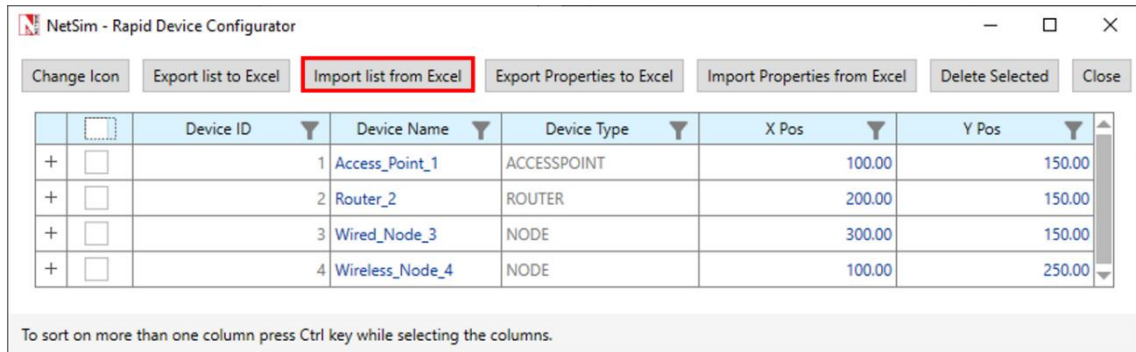 NetSim - Rapid Device Configurator
Change Icon Export list to Excel Import list from Excel Export Properties to Excel Import Properties from Excel Delete Selected Close
Device ID Device Name Device Type X Pos Y Pos
+ 1 Access_Point_1 ACCESSPOINT 100.00 150.00
+ 2 Router_2 ROUTER 200.00 150.00
+ 3 Wired_Node_3 NODE 300.00 150.00
+ 4 Wireless_Node_4 NODE 100.00 250.00
To sort on more than one column press Ctrl key while selecting the columns.